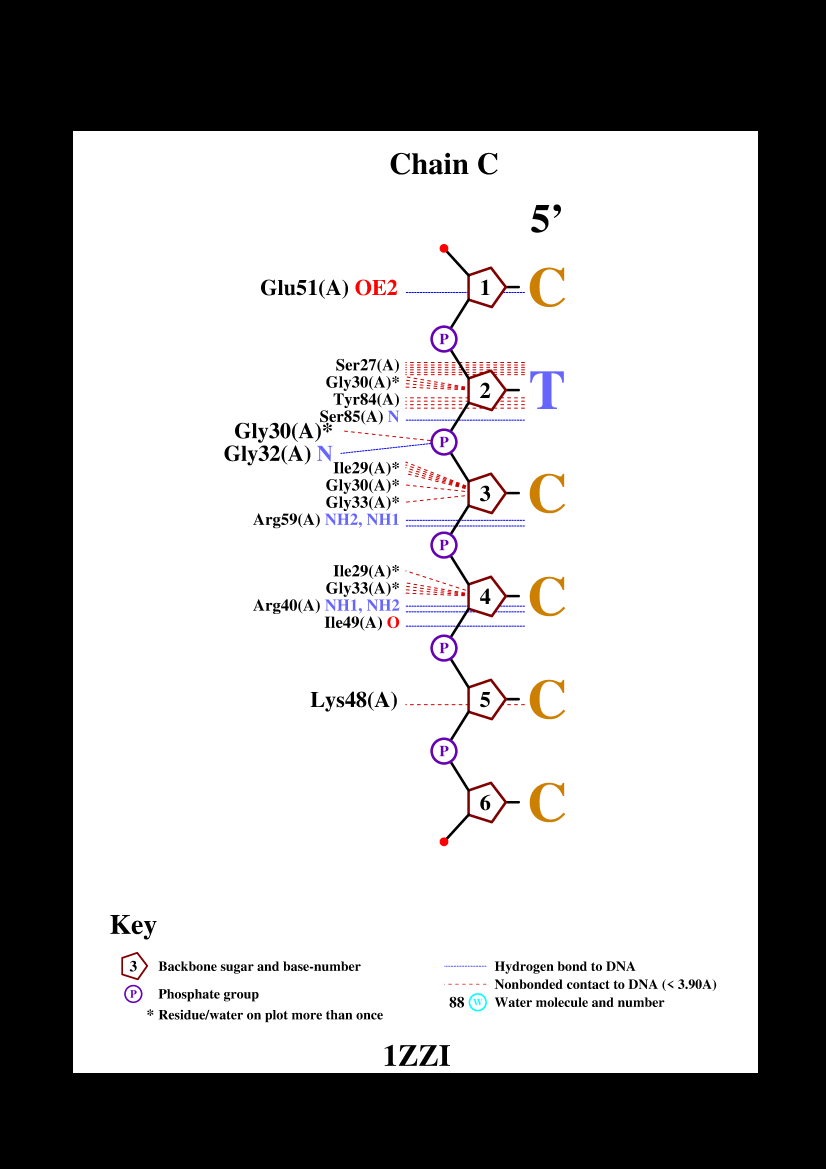 Chain C
5’
Glu51(A) OE2
1
C
P
Ser27(A)
Gly30(A)*
2
T
Tyr84(A)
Ser85(A) N
Gly30(A)*
P
Gly32(A) N
Ile29(A)*
Gly30(A)*
3
C
Gly33(A)*
Arg59(A) NH2, NH1
P
Ile29(A)*
Gly33(A)*
4
C
Arg40(A) NH1, NH2
Ile49(A) O
P
Lys48(A)
5
C
P
6
C
Key
3 Backbone sugar and base-number
P Phosphate group
* Residue/water on plot more than once
Hydrogen bond to DNA
Nonbonded contact to DNA (< 3.90A)
88 W Water molecule and number
1ZZI